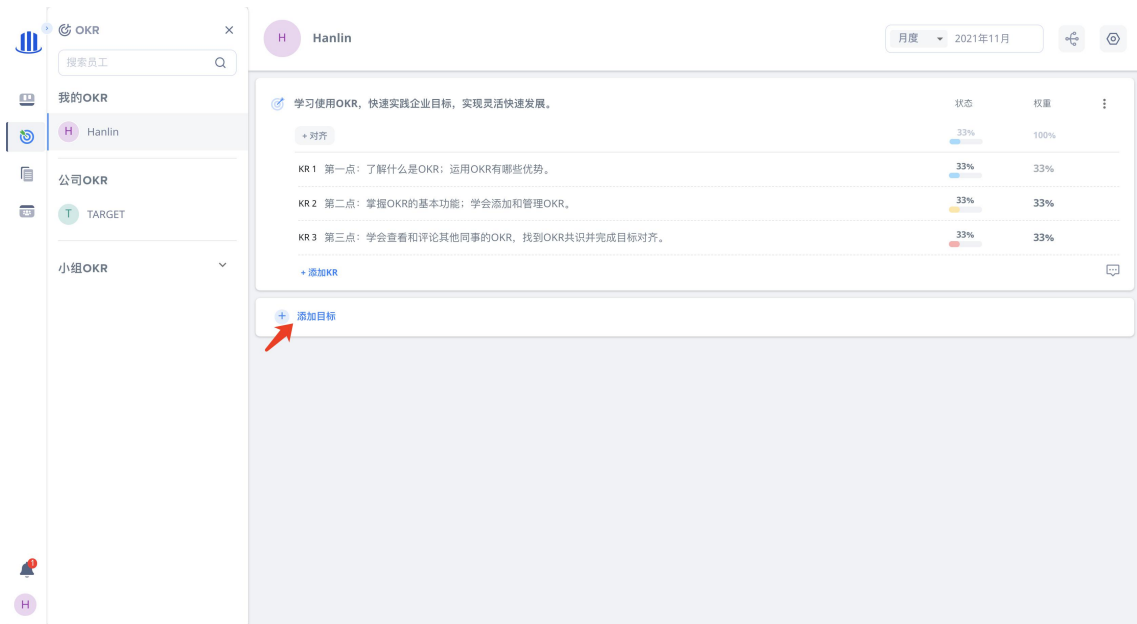 OKR
搜索员工
我的OKR
H Hanlin
公司OKR
T TARGET
小组OKR
1
H
H Hanlin
月度 2021年11月
学习使用OKR，快速实践企业目标，实现灵活快速发展。 状态 权重
+ 对齐 33% 100%
KR 1 第一点：了解什么是OKR；运用OKR有哪些优势。 33% 33%
KR 2 第二点：掌握OKR的基本功能；学会添加和管理OKR。 33% 33%
KR 3 第三点：学会查看和评论其他同事的OKR，找到OKR共识并完成目标对齐。 33% 33%
+ 添加KR
+ 添加目标